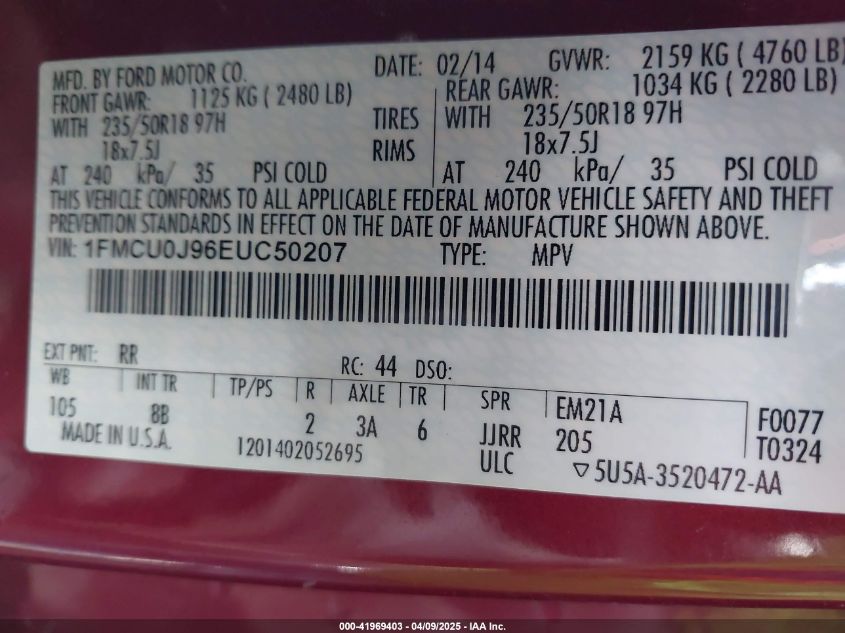 MFD. BY FORD MOTOR CO. DATE: 02/14 GVWR: 2159 KG ( 4760 LB)
FRONT GAWR: 1125 KG ( 2480 LB) REAR GAWR: 1034 KG ( 2280 LB)
WITH 235/50R18 97H TIRES WITH 235/50R18 97H
18x7.5J RIMS 18x7.5J
AT 240 kPa/ 35 PSI COLD AT 240 kPa/ 35 PSI COLD
THIS VEHICLE CONFORMS TO ALL APPLICABLE FEDERAL MOTOR VEHICLE SAFETY AND THEFT
PREVENTION STANDARDS IN EFFECT ON THE DATE OF MANUFACTURE SHOWN ABOVE.
VIN: 1FMCU0J96EUC50207 TYPE: MPV
EXT PNT: RR RC: 44 DSO:
WB INT TR TP/PS R AXLE TR SPR EM21A F0077
105 8B 2 3A 6 JJRR 205 T0324
MADE IN U.S.A. 1201402052695 ULC ▽5U5A-3520472-AA
000-41969403 - 04/09/2025 - IAA Inc.